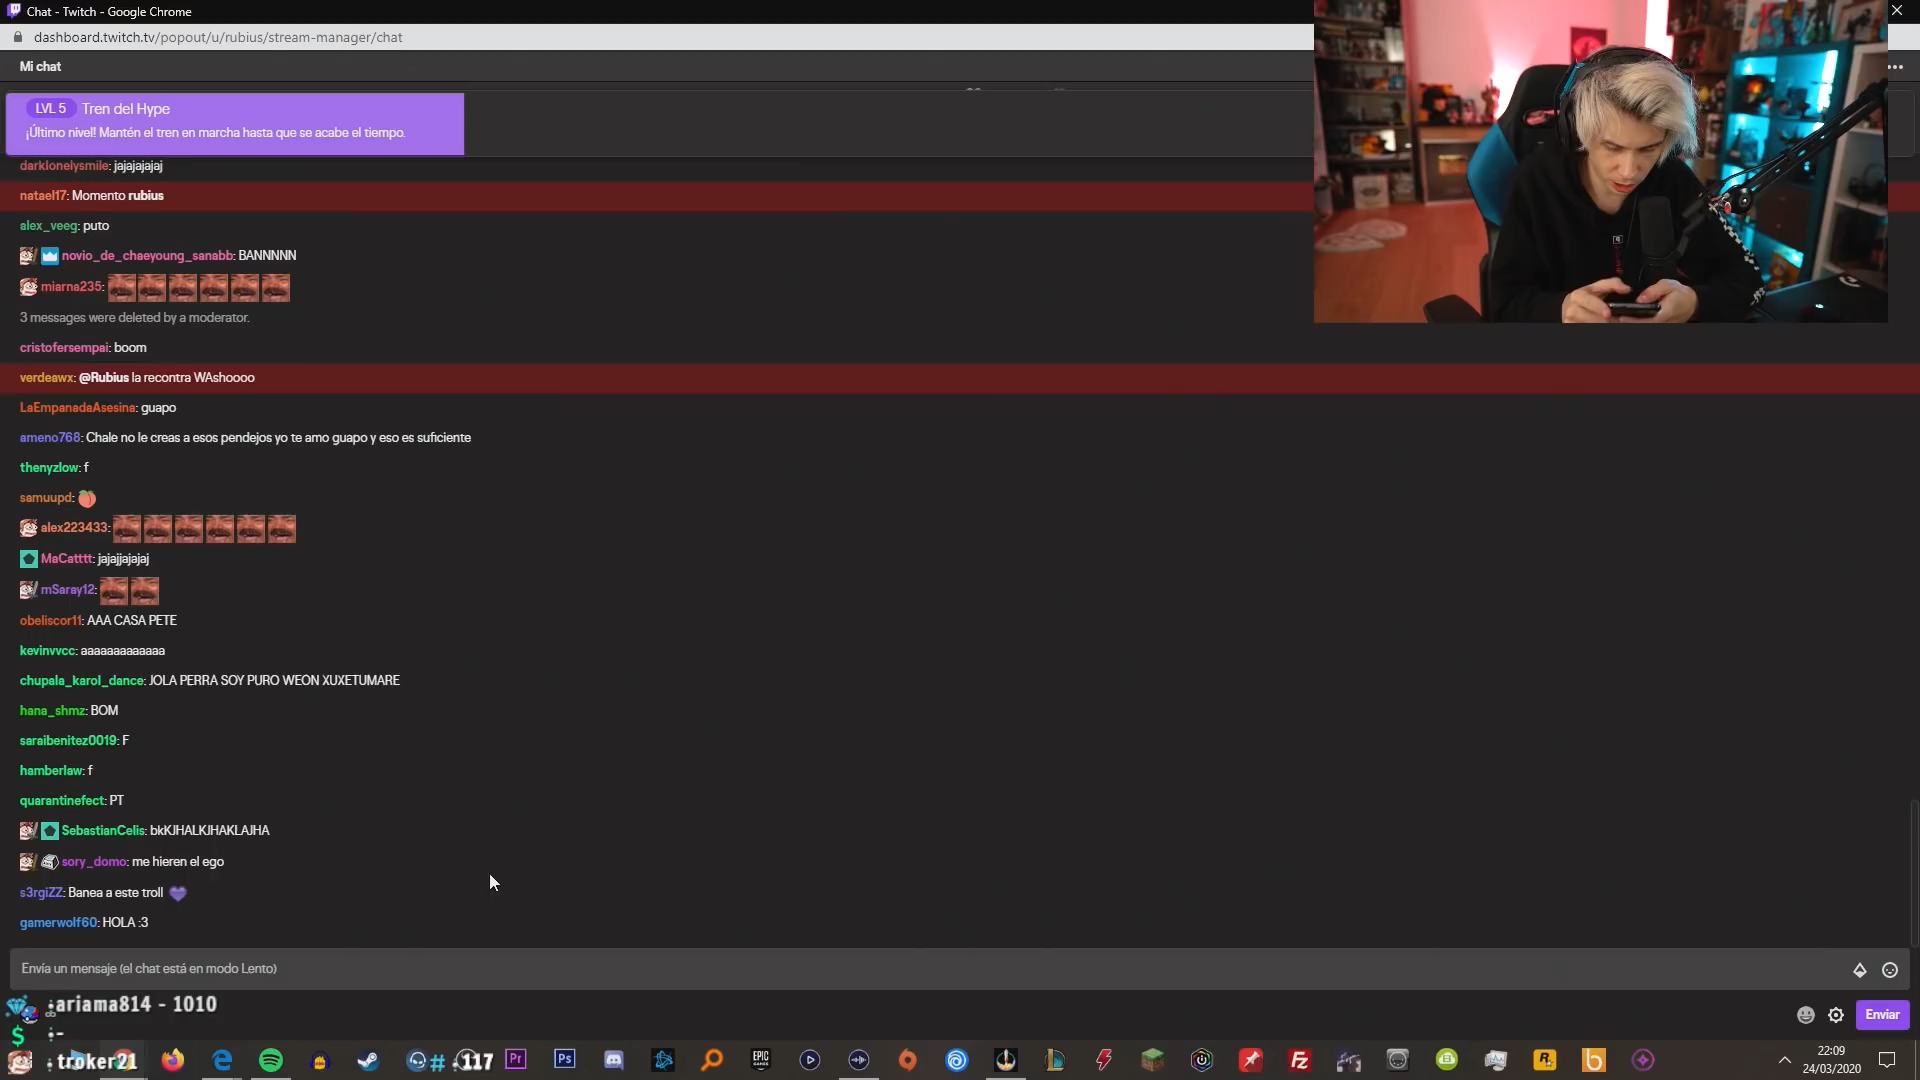 Chat - Twitch - Google Chrome
dashboard.twitch.tv/popout/u/rubius/stream-manager/chat
Mi chat
LVL 5 Tren del Hype
¡Último nivel! Mantén el tren en marcha hasta que se acabe el tiempo.
darklonelysmile: jajajajajaj
natael17: Momento rubius
alex_veeg: puto
novio_de_chaeyoung_sanabb: BANNNNN
miarna235:
3 messages were deleted by a moderator.
cristofersempai: boom
verdeawx: @Rubius la recontra WAshoooo
LaEmpanadaAsesina: guapo
ameno768: Chale no le creas a esos pendejos yo te amo guapo y eso es suficiente
thenyzlow: f
samuupd:
alex223433:
MaCatttt: jajajjajajaj
mSaray12:
obeliscor11: AAA CASA PETE
kevinvvcc: aaaaaaaaaaaaa
chupala_karol_dance: JOLA PERRA SOY PURO WEON XUXETUMARE
hana_shmz: BOM
saraibenitez0019: F
hamberlaw: f
quarantinefect: PT
SebastianCelis: bkKJHALKJHAKLAJHA
sory_domo: me hieren el ego
s3rgiZZ: Banea a este troll
gamerwolf60: HOLA :3
Envía un mensaje (el chat está en modo Lento)
ariama814 - 1010
$ :-
Enviar
: troker21
# : 117
Pr
Ps
EPIC GAMES
Fz
R
b
22:09
24/03/2020